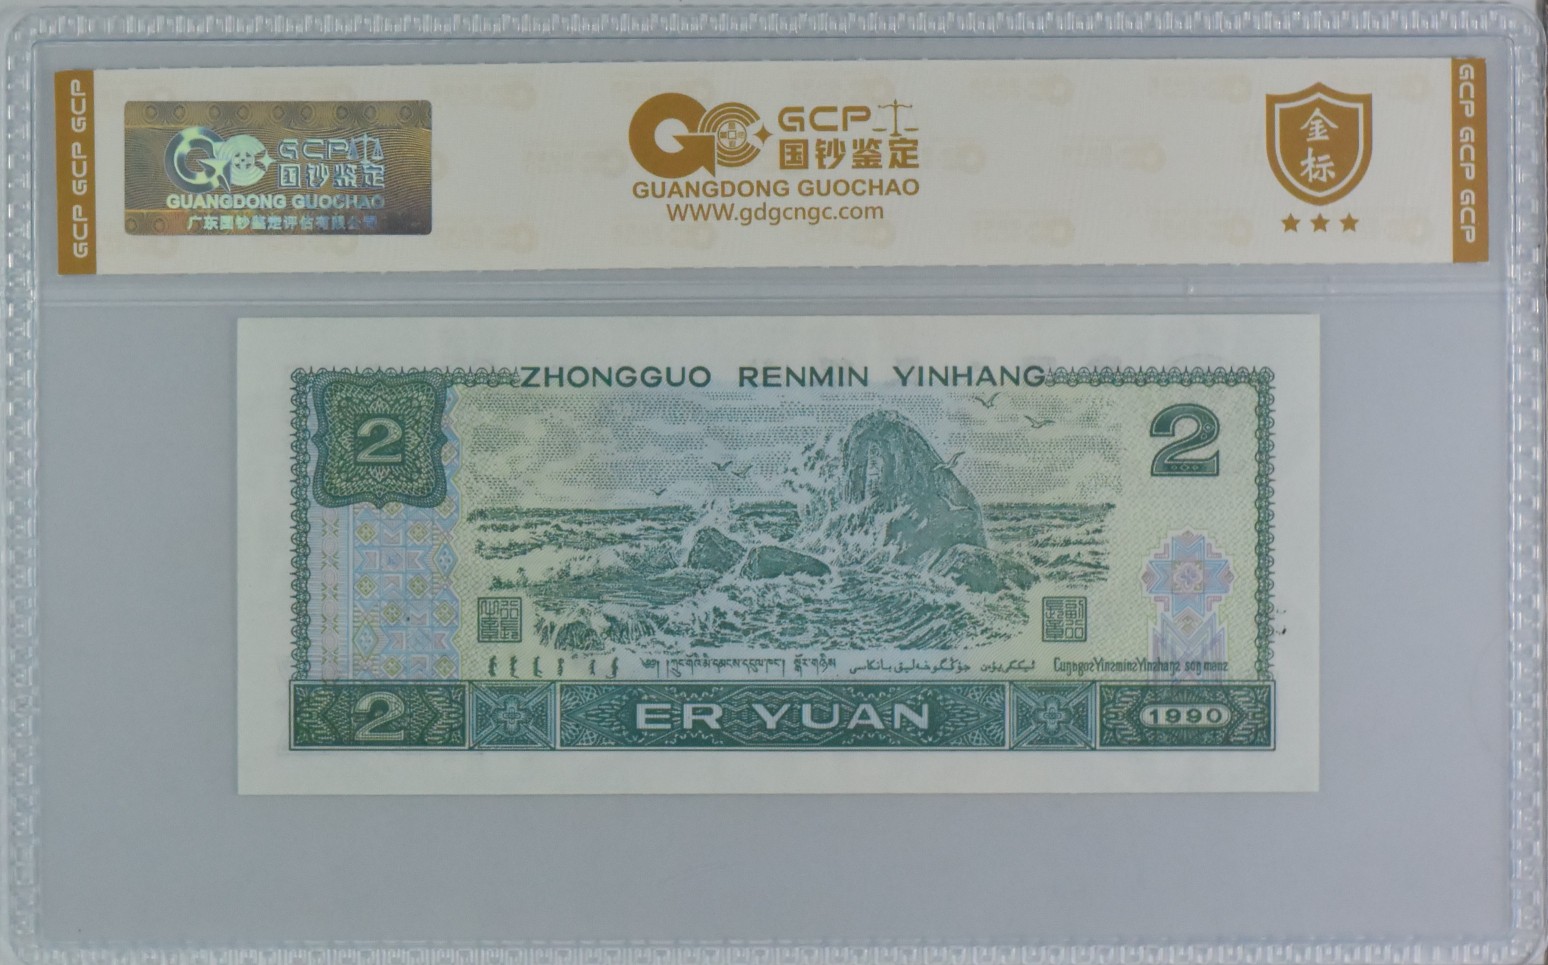 GCP GCP GCP
GCP 国钞鉴定
GUANGDONG GUOCHAO
广东国钞鉴定评估有限公司
GCP
国钞鉴定
GUANGDONG GUOCHAO
WWW.gdgcngc.com
金标
GCP GCP GCP
ZHONGGUO RENMIN YINHANG
2
2
2
ER YUAN
1990